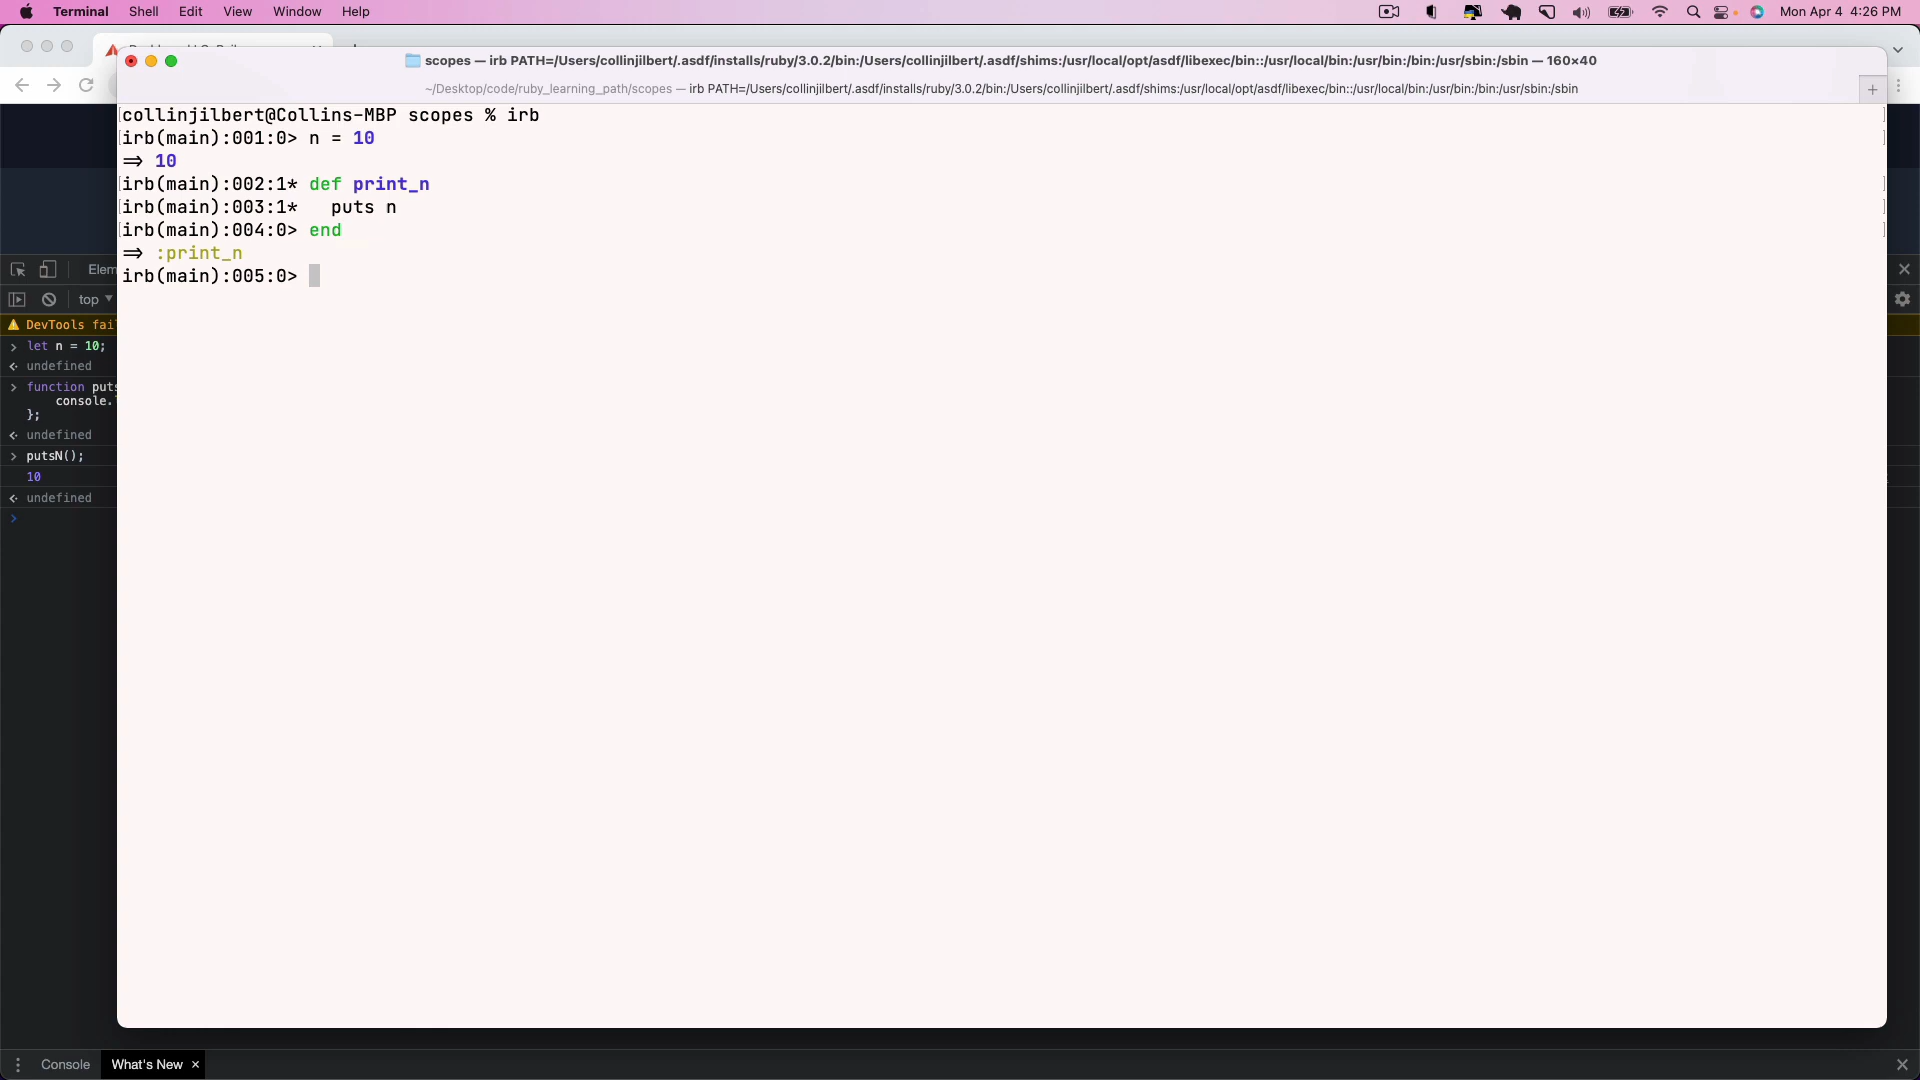 Terminal Shell Edit View Window Help Mon Apr 4 4:26 PM
scopes — irb PATH=/Users/collinjilbert/.asdf/installs/ruby/3.0.2/bin:/Users/collinjilbert/.asdf/shims:/usr/local/opt/asdf/libexec/bin::/usr/local/bin:/usr/bin:/bin:/usr/sbin:/sbin — 160×40
~/Desktop/code/ruby_learning_path/scopes — irb PATH=/Users/collinjilbert/.asdf/installs/ruby/3.0.2/bin:/Users/collinjilbert/.asdf/shims:/usr/local/opt/asdf/libexec/bin::/usr/local/bin:/usr/bin:/bin:/usr/sbin:/sbin
collinjilbert@Collins-MBP scopes % irb
irb(main):001:0> n = 10
=> 10
irb(main):002:1* def print_n
irb(main):003:1*   puts n
irb(main):004:0> end
=> :print_n
irb(main):005:0>
Elem
top
DevTools fai
let n = 10;
undefined
function puts
console.
};
undefined
putsN();
10
undefined
Console What's New ×